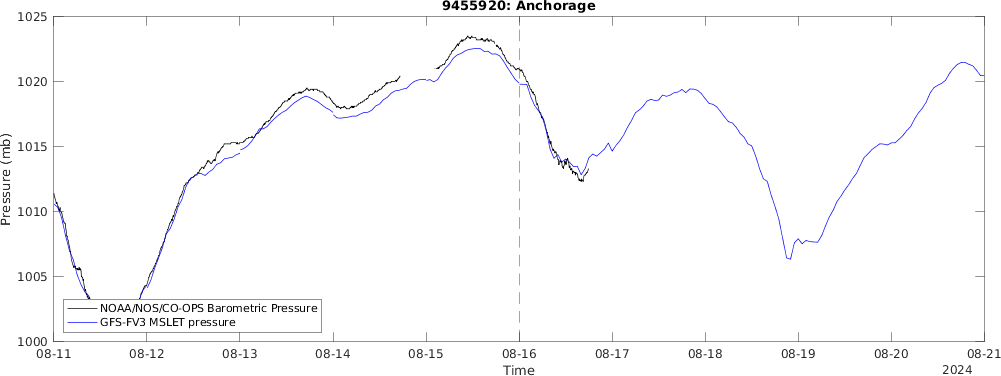 9455920: Anchorage
1025
1020
1015
1010
1005
1000
Pressure (mb)
NOAA/NOS/CO-OPS Barometric Pressure
GFS-FV3 MSLET pressure
08-11 08-12 08-13 08-14 08-15 08-16 08-17 08-18 08-19 08-20 08-21
Time
2024